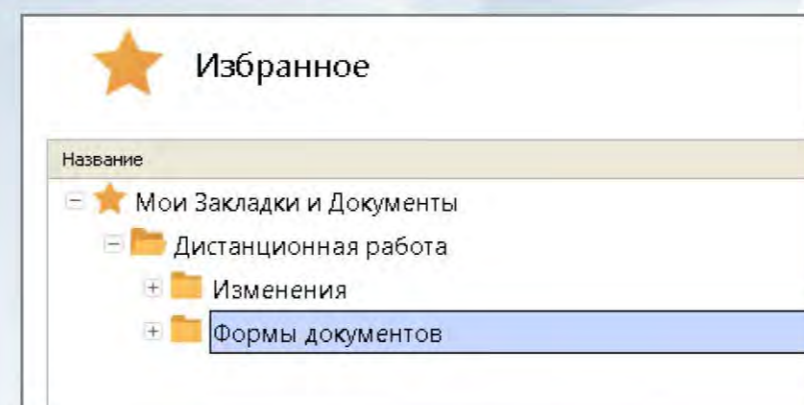 Избранное
Название
Мои Закладки и Документы
Дистанционная работа
Изменения
Формы документов